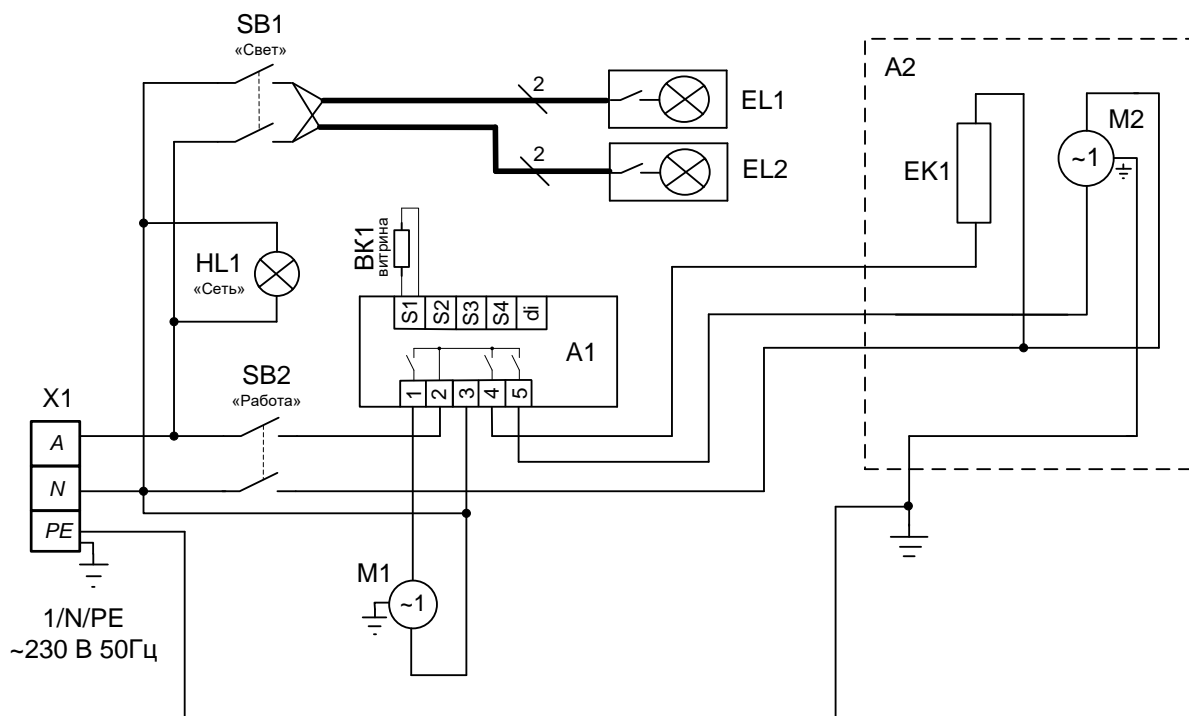 SB1
«Свет»
2
EL1
2
EL2
A2
M2
~1
EK1
HL1
«Сеть»
BK1
витрина
S1 S2 S3 S4 di
A1
1 2 3 4 5
SB2
«Работа»
X1
A
N
PE
M1
~1
1/N/PE
~230 В 50Гц